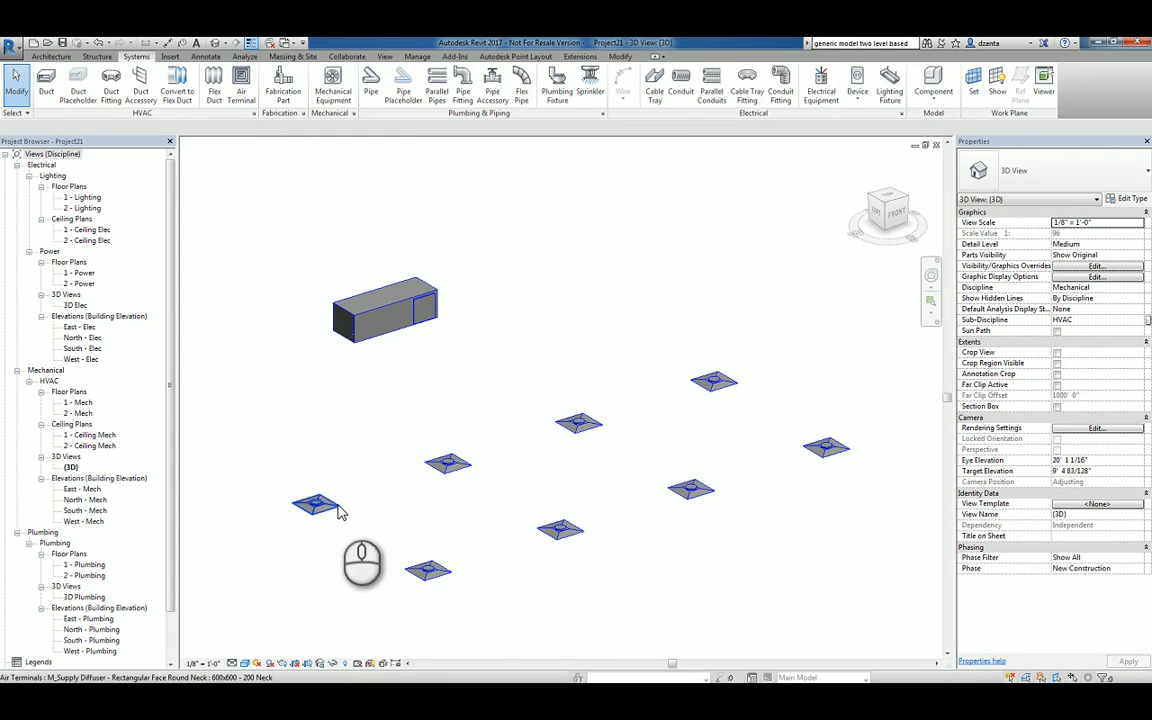 Autodesk Revit 2017 - Not For Resale Version - Project21 - 3D View: {3D}
generic model two level based
dzanta
Architecture Structure Systems Insert Annotate Analyze Massing & Site Collaborate View Manage Add-Ins Autodesk Point Layout Extensions Modify
Modify Duct Duct Placeholder Duct Fitting Duct Accessory Convert to Flex Duct Flex Duct Air Terminal Fabrication Part Mechanical Equipment Pipe Pipe Placeholder Parallel Pipes Pipe Fitting Pipe Accessory Flex Pipe Plumbing Fixture Sprinkler Wire Cable Tray Conduit Parallel Conduits Cable Tray Fitting Conduit Fitting Electrical Equipment Device Lighting Fixture Component Set Show Ref Plane Viewer
Select HVAC Fabrication Mechanical Plumbing & Piping Electrical Model Work Plane
Project Browser - Project21
Views (Discipline)
Electrical
Lighting
Floor Plans
1 - Lighting
2 - Lighting
Ceiling Plans
1 - Ceiling Elec
2 - Ceiling Elec
Power
Floor Plans
1 - Power
2 - Power
3D Views
3D Elec
Elevations (Building Elevation)
East - Elec
North - Elec
South - Elec
West - Elec
Mechanical
HVAC
Floor Plans
1 - Mech
2 - Mech
Ceiling Plans
1 - Ceiling Mech
2 - Ceiling Mech
3D Views
{3D}
Elevations (Building Elevation)
East - Mech
North - Mech
South - Mech
West - Mech
Plumbing
Plumbing
Floor Plans
1 - Plumbing
2 - Plumbing
3D Views
3D Plumbing
Elevations (Building Elevation)
East - Plumbing
North - Plumbing
South - Plumbing
West - Plumbing
Legends
FRONT
Properties
3D View
3D View: {3D} Edit Type
Graphics
View Scale 1/8" = 1'-0"
Scale Value 1: 96
Detail Level Medium
Parts Visibility Show Original
Visibility/Graphics Overrides Edit...
Graphic Display Options Edit...
Discipline Mechanical
Show Hidden Lines By Discipline
Default Analysis Display St... None
Sub-Discipline HVAC
Sun Path
Extents
Crop View
Crop Region Visible
Annotation Crop
Far Clip Active
Far Clip Offset 1000' 0"
Section Box
Camera
Rendering Settings Edit...
Locked Orientation
Perspective
Eye Elevation 20' 1 1/16"
Target Elevation 9' 4 83/128"
Camera Position Adjusting
Identity Data
View Template <None>
View Name {3D}
Dependency Independent
Title on Sheet
Phasing
Phase Filter Show All
Phase New Construction
Properties help Apply
1/8" = 1'-0"
Air Terminals : M_Supply Diffuser - Rectangular Face Round Neck : 600x600 - 200 Neck
:0 Main Model :0